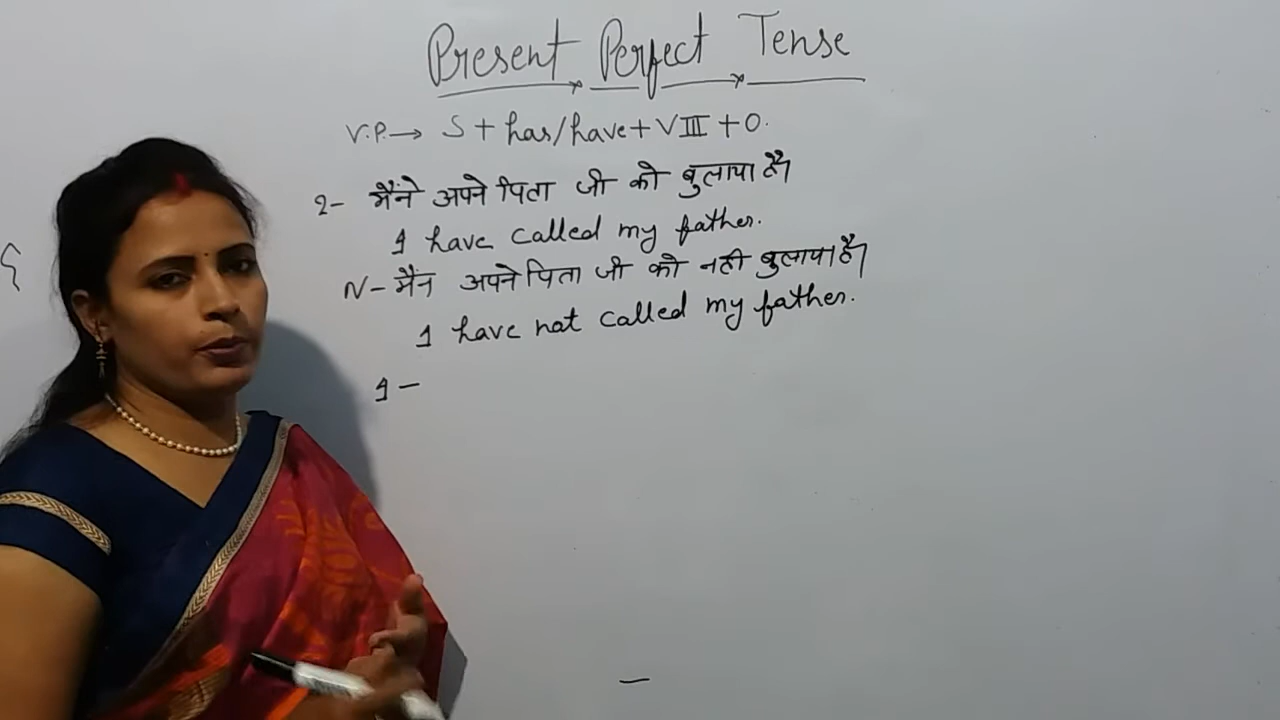 Present Perfect Tense
V.P.→ S + has/have + VIII + O.
2- मैंने अपने पिता जी को बुलाया है।
I have called my father.
N- मैंन अपने पिता जी को नही बुलाया है।
I have not called my father.
I -